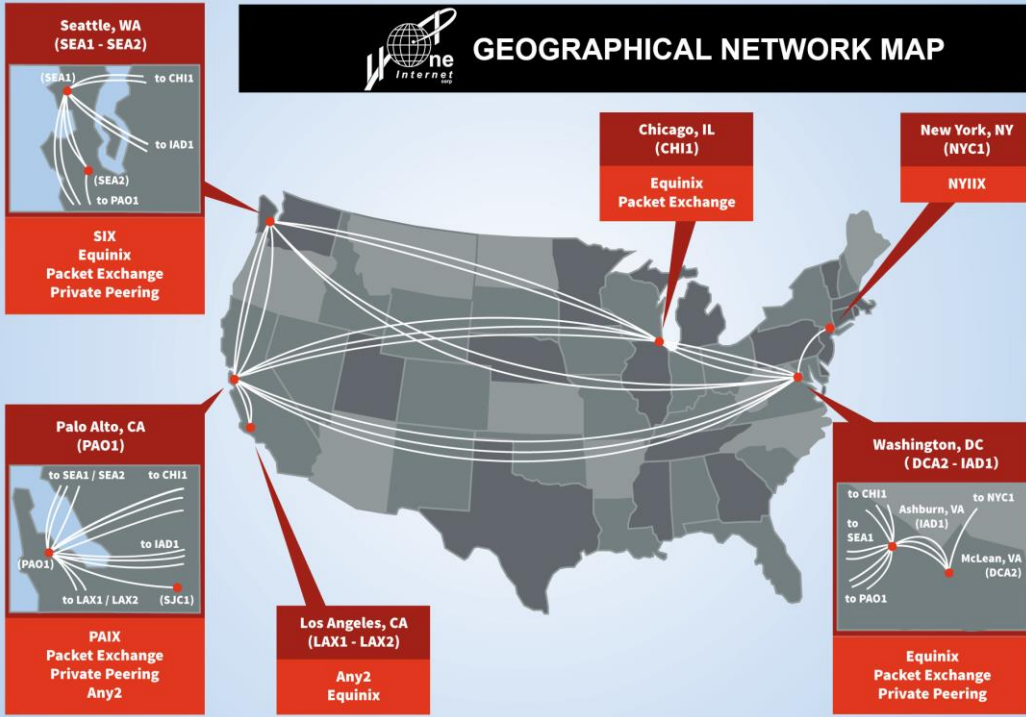 HopOne
Internet
corp
GEOGRAPHICAL NETWORK MAP
Seattle, WA
(SEA1 - SEA2)
(SEA1)
to CHI1
to IAD1
(SEA2)
to PAO1
SIX
Equinix
Packet Exchange
Private Peering
Chicago, IL
(CHI1)
Equinix
Packet Exchange
New York, NY
(NYC1)
NYIIX
Palo Alto, CA
(PAO1)
to SEA1 / SEA2
to CHI1
to IAD1
(PAO1)
to LAX1 / LAX2
(SJC1)
PAIX
Packet Exchange
Private Peering
Any2
Los Angeles, CA
(LAX1 - LAX2)
Any2
Equinix
Washington, DC
(DCA2 - IAD1)
to CHI1
to NYC1
Ashburn, VA
(IAD1)
to
SEA1
McLean, VA
(DCA2)
to PAO1
Equinix
Packet Exchange
Private Peering